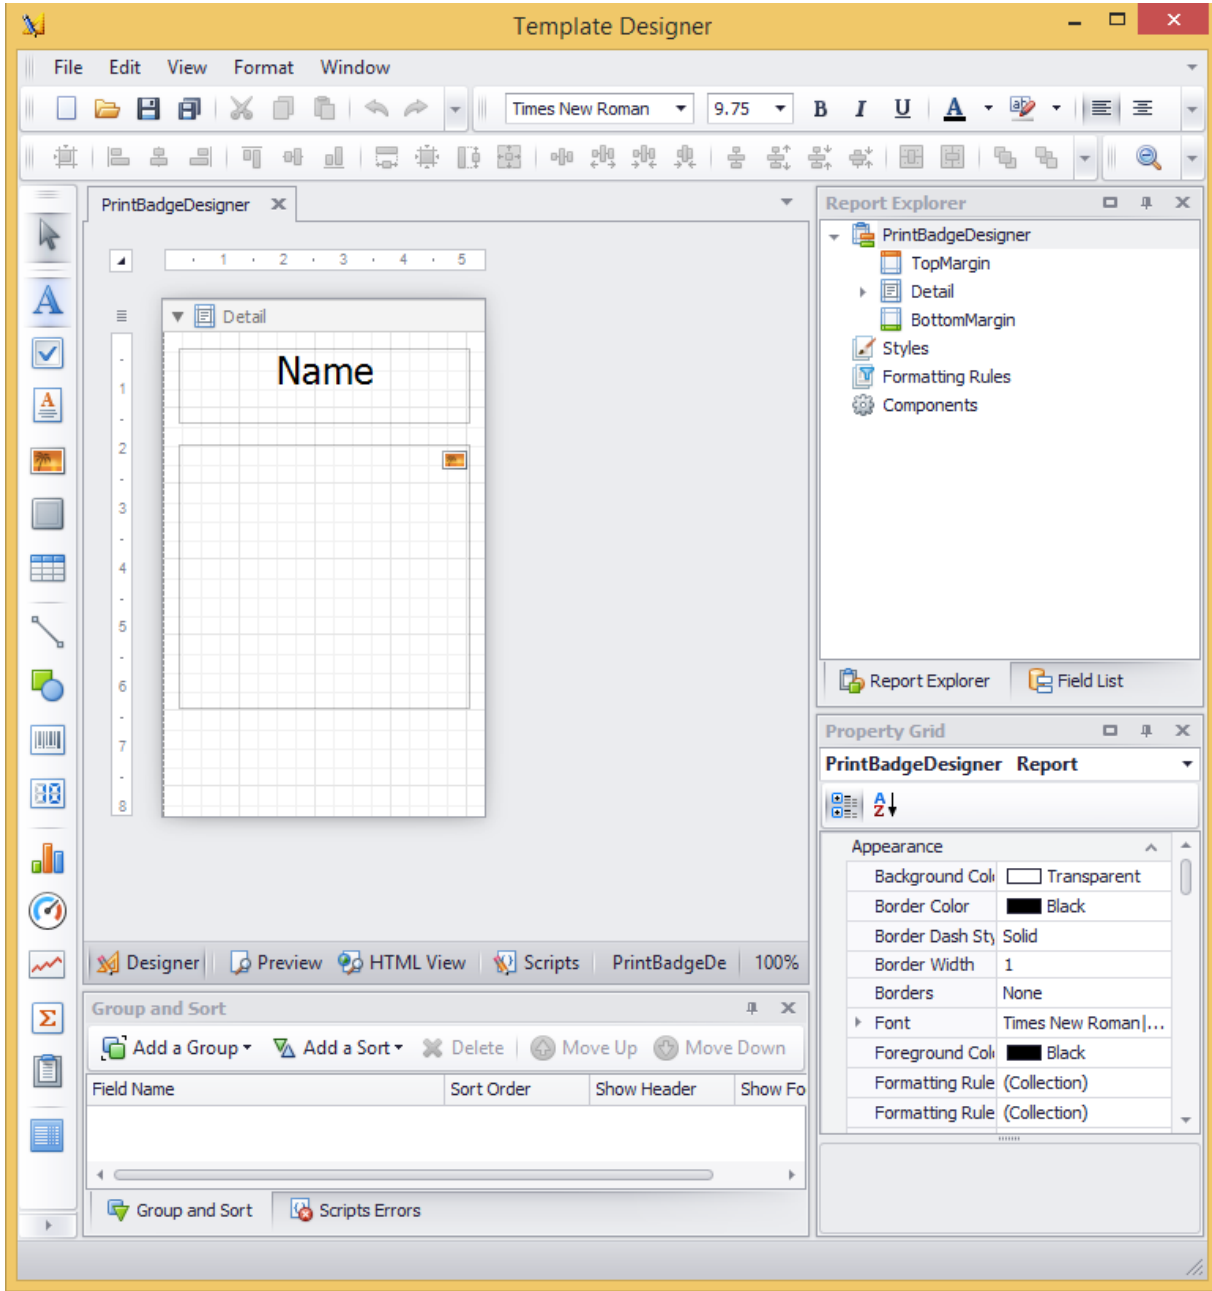 Template Designer
File Edit View Format Window
Times New Roman 9.75 B I U A ab
PrintBadgeDesigner
1 2 3 4 5
Detail
Name
1
2
3
4
5
6
7
8
A
A
Σ
Designer Preview HTML View Scripts PrintBadgeDe 100%
Group and Sort
Add a Group Add a Sort Delete Move Up Move Down
Field Name Sort Order Show Header Show Fo
Group and Sort Scripts Errors
Report Explorer
PrintBadgeDesigner
TopMargin
Detail
BottomMargin
Styles
Formatting Rules
Components
Report Explorer Field List
Property Grid
PrintBadgeDesigner Report
A
Z
Appearance
Background Col Transparent
Border Color Black
Border Dash Sty Solid
Border Width 1
Borders None
Font Times New Roman|...
Foreground Col Black
Formatting Rule (Collection)
Formatting Rule (Collection)